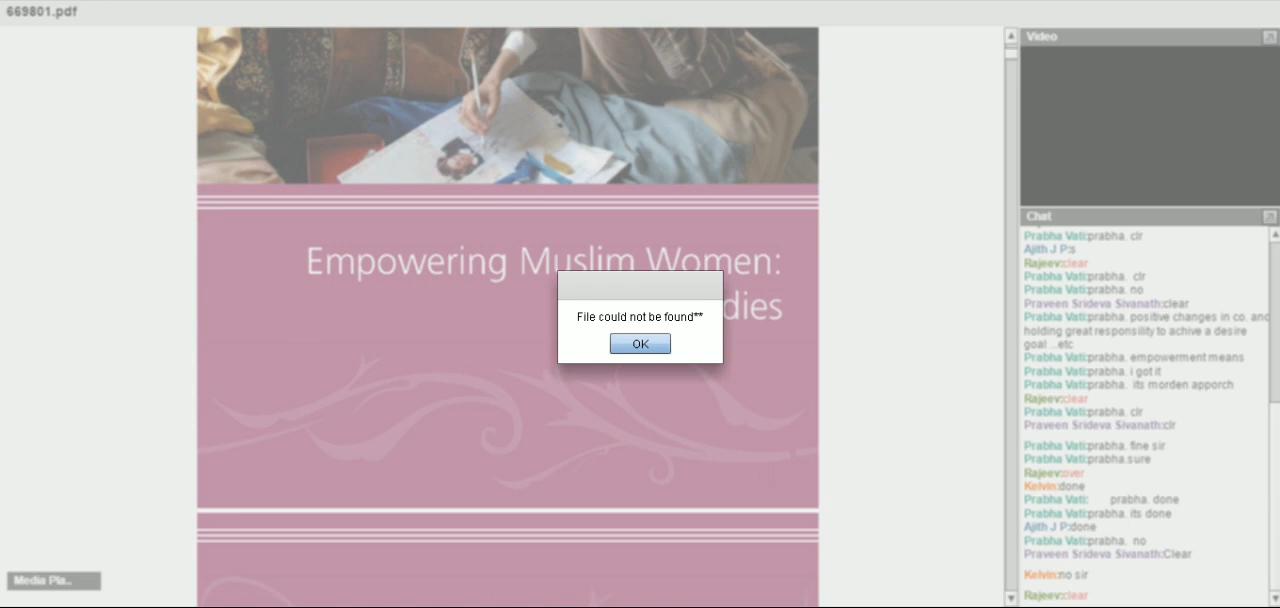 669801.pdf
Empowering Muslim Women:
dies
File could not be found**
OK
Media Pla..
Video
Chat
Prabha Vati:prabha. clr
Ajith J P:s
Rajeev:clear
Prabha Vati:prabha.  clr
Prabha Vati:prabha. no
Praveen Srideva Sivanath:clear
Prabha Vati:prabha. positive changes in co. and
holding great responsility to achive a desire
goal ...etc
Prabha Vati:prabha. empowerment means
Prabha Vati:prabha. i got it
Prabha Vati:prabha.  its morden apporch
Rajeev:clear
Prabha Vati:prabha. clr
Praveen Srideva Sivanath:clr
Prabha Vati:prabha. fine sir
Prabha Vati:prabha.sure
Rajeev:over
Kelvin:done
Prabha Vati:      prabha. done
Prabha Vati:prabha. its done
Ajith J P:done
Prabha Vati:prabha.  no
Praveen Srideva Sivanath:Clear
Kelvin:no sir
Rajeev:clear